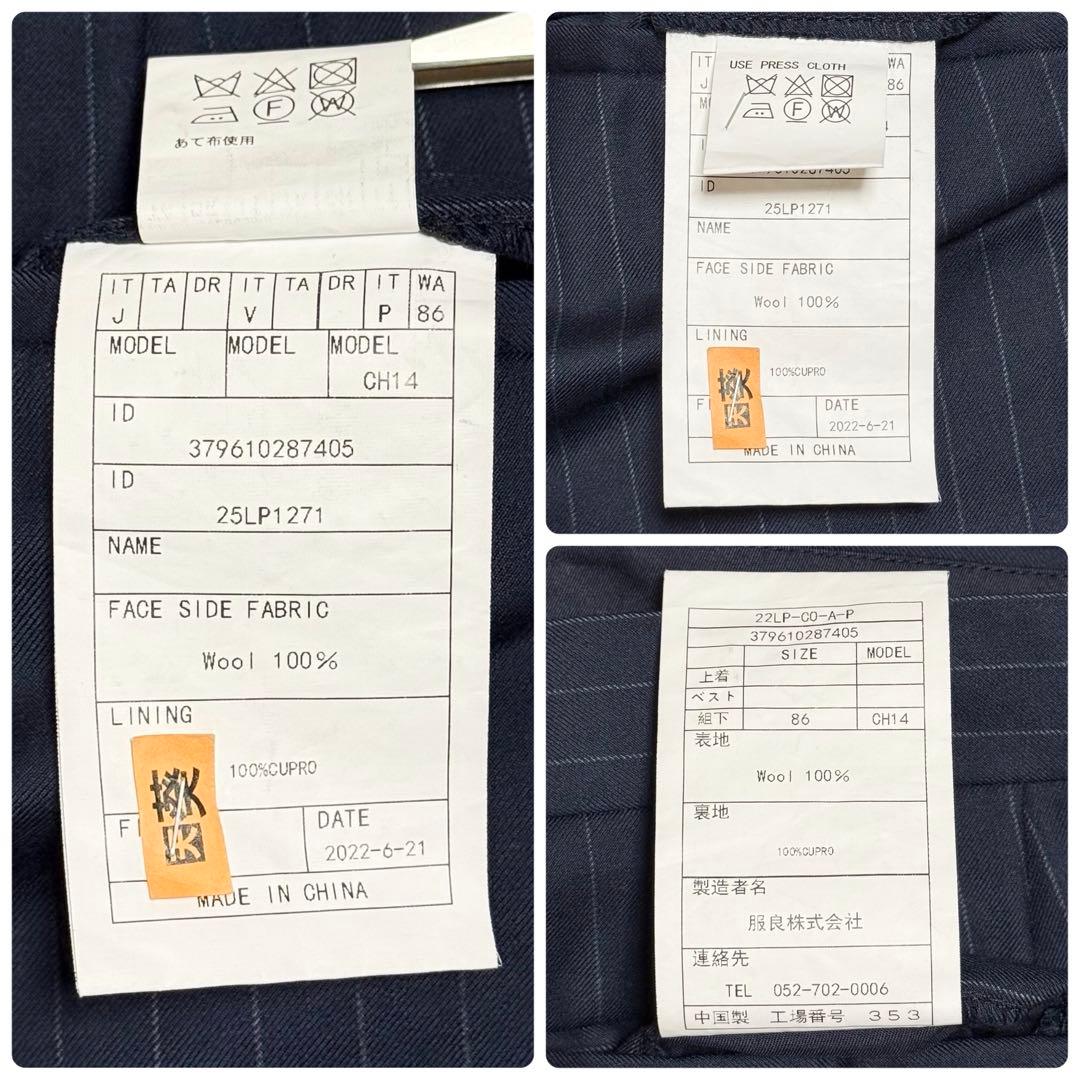 あて布使用
IT TA DR IT TA DR IT WA
J V P 86
MODEL MODEL MODEL
CH14
ID
379610287405
ID
25LP1271
NAME
FACE SIDE FABRIC
Wool 100%
LINING
100%CUPRO
DATE
2022-6-21
MADE IN CHINA
USE PRESS CLOTH
IT WA
J 86
ID
25LP1271
NAME
FACE SIDE FABRIC
Wool 100%
LINING
100%CUPRO
DATE
2022-6-21
MADE IN CHINA
22LP-CO-A-P
379610287405
SIZE MODEL
上着
ベスト
組下 86 CH14
表地
Wool 100%
裏地
100%CUPRO
製造者名
服良株式会社
連絡先
TEL 052-702-0006
中国製 工場番号 353